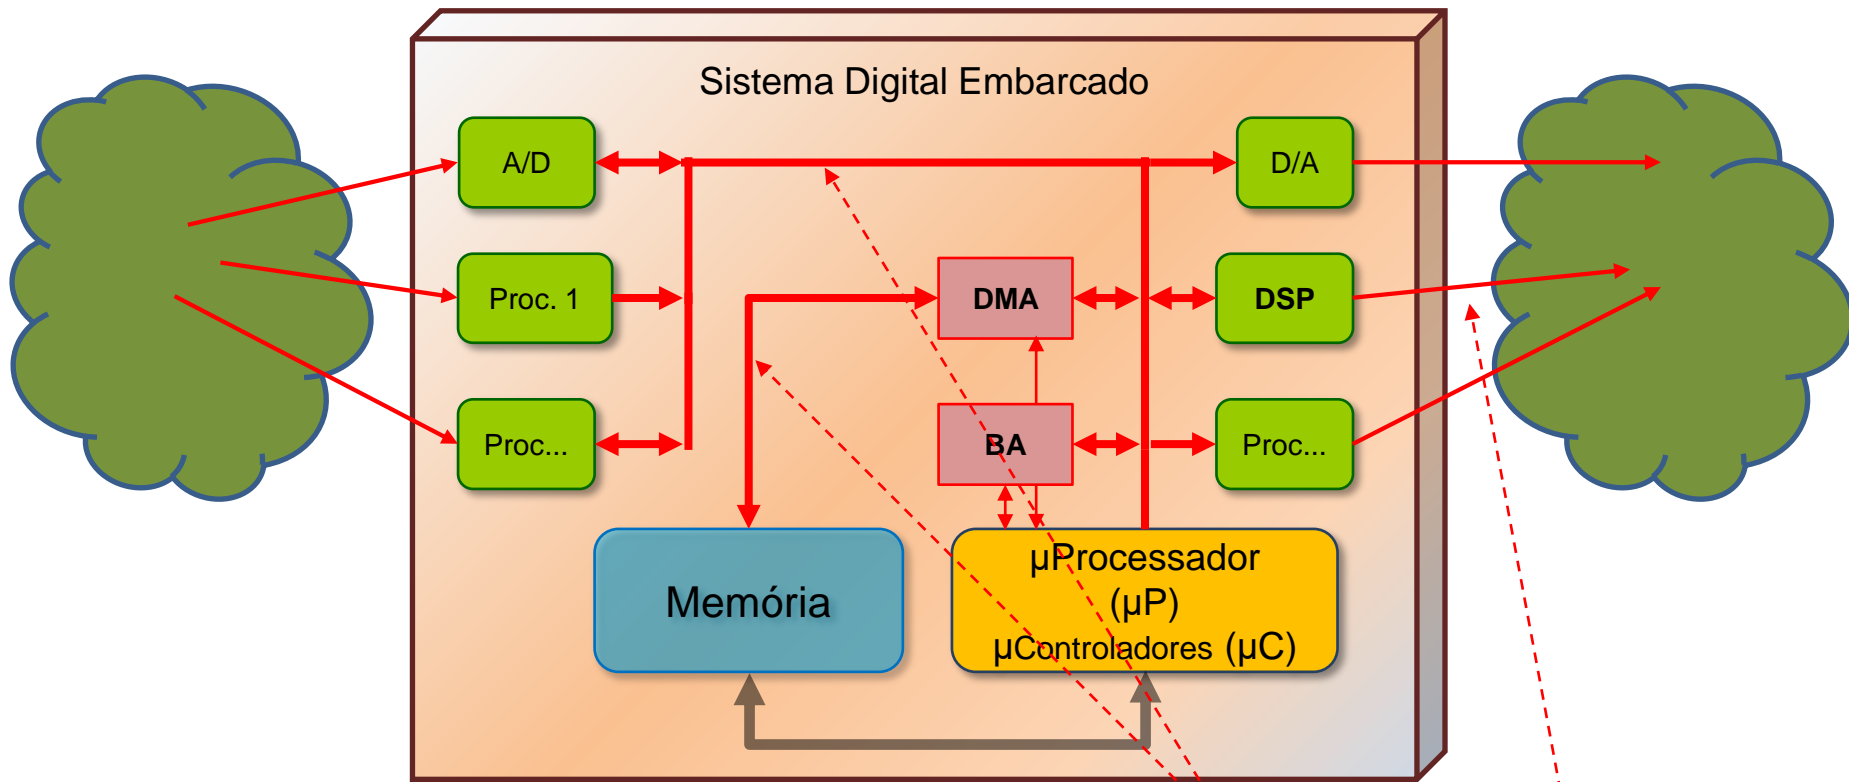 Sistema Digital Embarcado
A/D
D/A
Proc. 1
DMA
DSP
Proc...
BA
Proc...
Memória
µProcessador
(µP)
µControladores (µC)